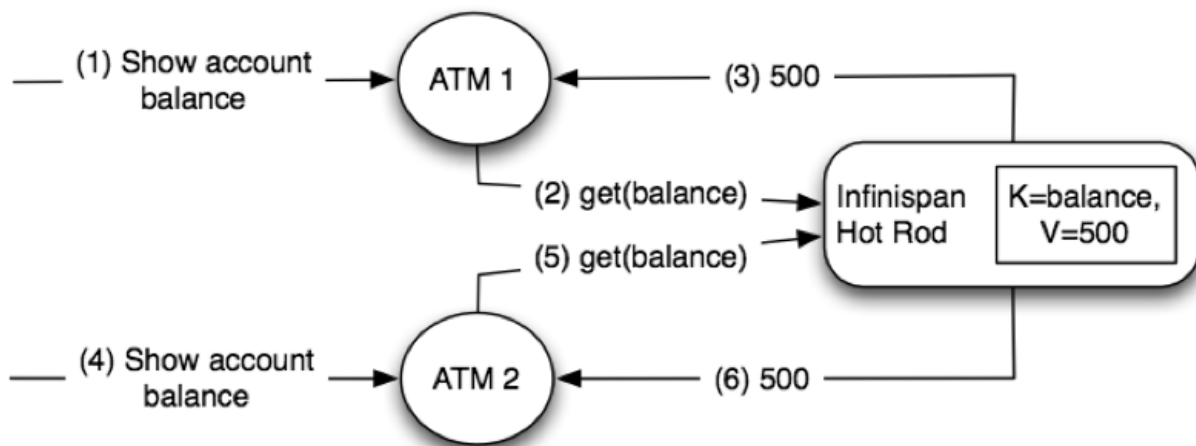 (1) Show account
balance
ATM 1
(3) 500
(2) get(balance)
Infinispan
Hot Rod
K=balance,
V=500
(5) get(balance)
(4) Show account
balance
ATM 2
(6) 500